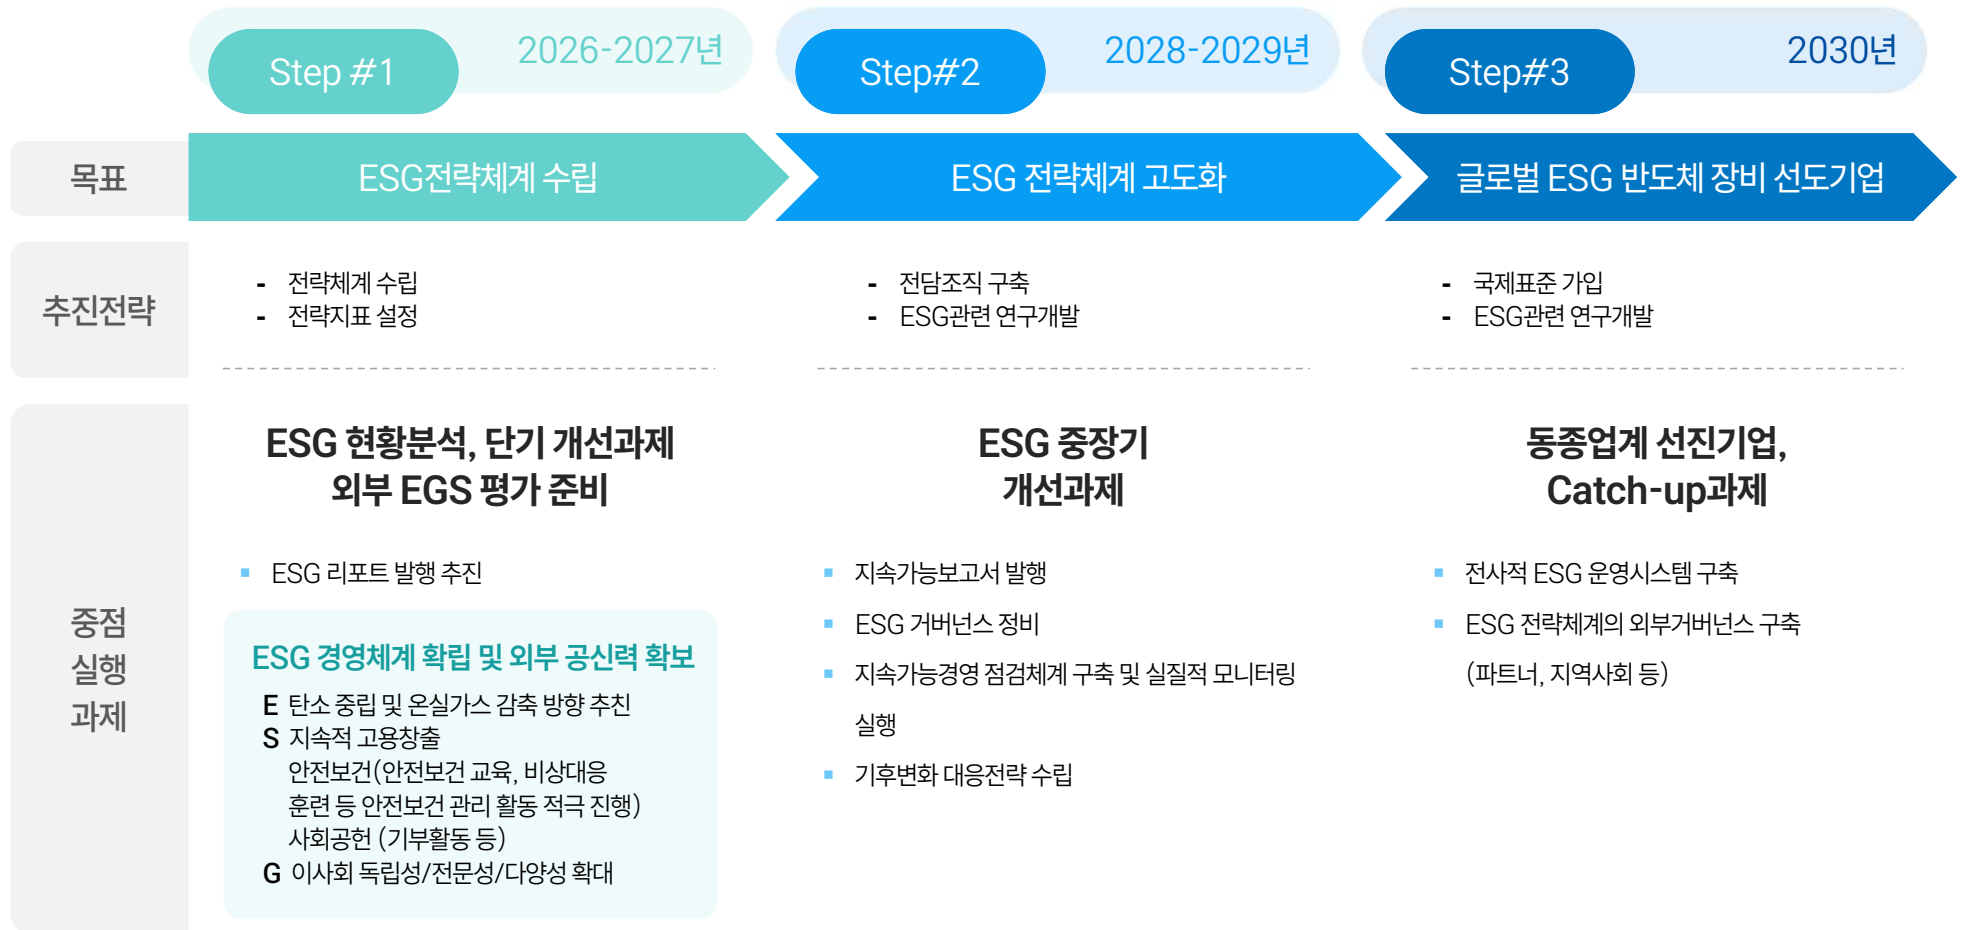 Step #1
2026-2027년
Step#2
2028-2029년
Step#3
2030년
목표
ESG전략체계 수립
ESG 전략체계 고도화
글로벌 ESG 반도체 장비 선도기업
추진전략
- 전략체계 수립
- 전략지표 설정
- 전담조직 구축
- ESG관련 연구개발
- 국제표준 가입
- ESG관련 연구개발
중점
실행
과제
ESG 현황분석, 단기 개선과제
외부 EGS 평가 준비
▪ ESG 리포트 발행 추진
ESG 경영체계 확립 및 외부 공신력 확보
E 탄소 중립 및 온실가스 감축 방향 추진
S 지속적 고용창출
안전보건(안전보건 교육, 비상대응
훈련 등 안전보건 관리 활동 적극 진행)
사회공헌 (기부활동 등)
G 이사회 독립성/전문성/다양성 확대
ESG 중장기
개선과제
▪ 지속가능보고서 발행
▪ ESG 거버넌스 정비
▪ 지속가능경영 점검체계 구축 및 실질적 모니터링
실행
▪ 기후변화 대응전략 수립
동종업계 선진기업,
Catch-up과제
▪ 전사적 ESG 운영시스템 구축
▪ ESG 전략체계의 외부거버넌스 구축
(파트너, 지역사회 등)